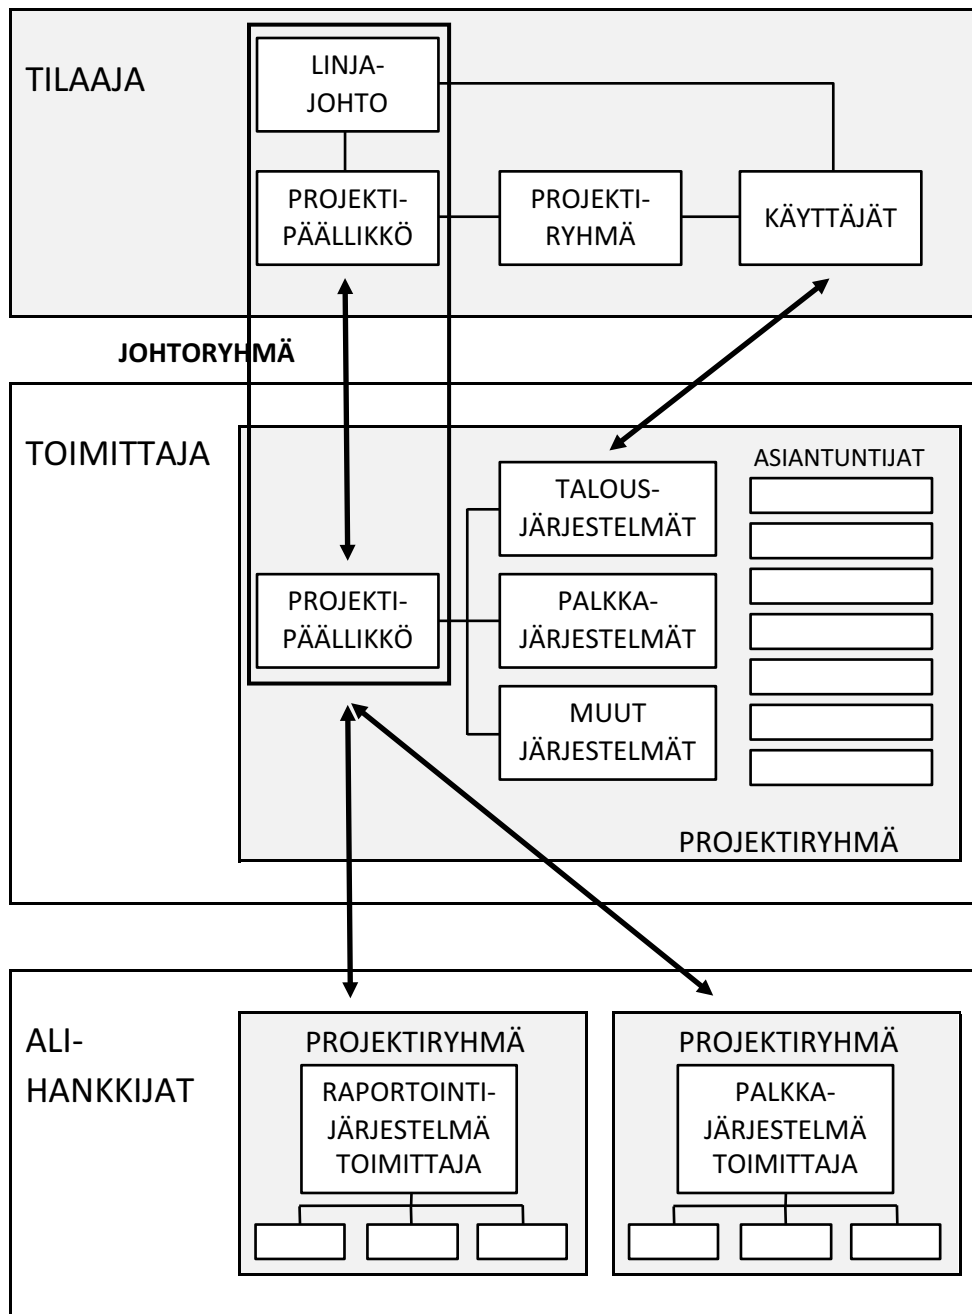 TILAAJA
LINJA-
JOHTO
PROJEKTI-
PÄÄLLIKKÖ
PROJEKTI-
RYHMÄ
KÄYTTÄJÄT
JOHTORYHMÄ
TOIMITTAJA
PROJEKTI-
PÄÄLLIKKÖ
TALOUS-
JÄRJESTELMÄT
PALKKA-
JÄRJESTELMÄT
MUUT
JÄRJESTELMÄT
ASIANTUNTIJAT
PROJEKTIRYHMÄ
ALI-
HANKKIJAT
PROJEKTIRYHMÄ
RAPORTOINTI-
JÄRJESTELMÄ
TOIMITTAJA
PROJEKTIRYHMÄ
PALKKA-
JÄRJESTELMÄ
TOIMITTAJA